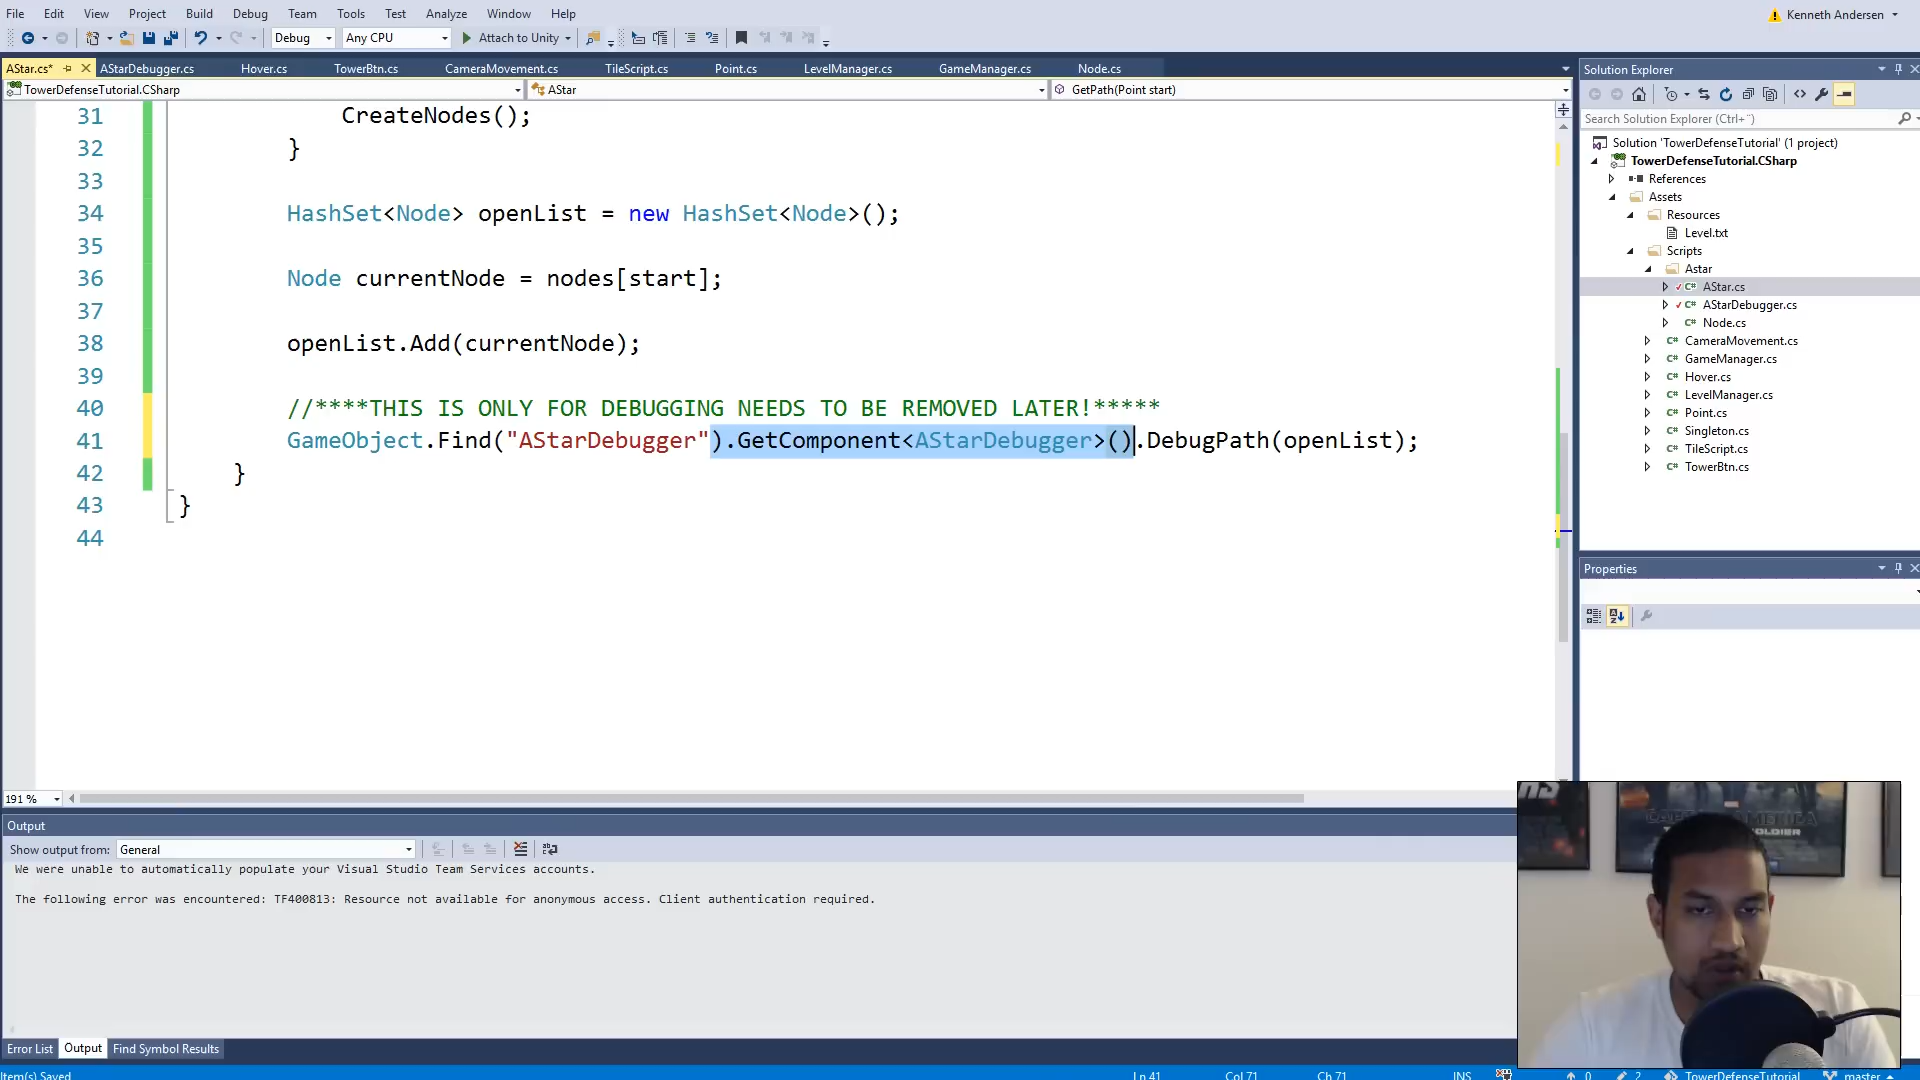 File Edit View Project Build Debug Team Tools Test Analyze Window Help
Kenneth Andersen
Debug Any CPU Attach to Unity
AStar.cs* AStarDebugger.cs Hover.cs TowerBtn.cs CameraMovement.cs TileScript.cs Point.cs LevelManager.cs GameManager.cs Node.cs
TowerDefenseTutorial.CSharp AStar GetPath(Point start)
31 CreateNodes();
32 }
33
34 HashSet<Node> openList = new HashSet<Node>();
35
36 Node currentNode = nodes[start];
37
38 openList.Add(currentNode);
39
40 //****THIS IS ONLY FOR DEBUGGING NEEDS TO BE REMOVED LATER!*****
41 GameObject.Find("AStarDebugger").GetComponent<AStarDebugger>().DebugPath(openList);
42 }
43 }
44
191 %
Output
Show output from: General
We were unable to automatically populate your Visual Studio Team Services accounts.
The following error was encountered: TF400813: Resource not available for anonymous access. Client authentication required.
Error List Output Find Symbol Results
Item(s) Saved Ln 41 Col 71 Ch 71 INS 0 2 TowerDefenseTutorial master
Solution Explorer
Search Solution Explorer (Ctrl+¨)
Solution 'TowerDefenseTutorial' (1 project)
TowerDefenseTutorial.CSharp
References
Assets
Resources
Level.txt
Scripts
Astar
C# AStar.cs
C# AStarDebugger.cs
C# Node.cs
C# CameraMovement.cs
C# GameManager.cs
C# Hover.cs
C# LevelManager.cs
C# Point.cs
C# Singleton.cs
C# TileScript.cs
C# TowerBtn.cs
Properties